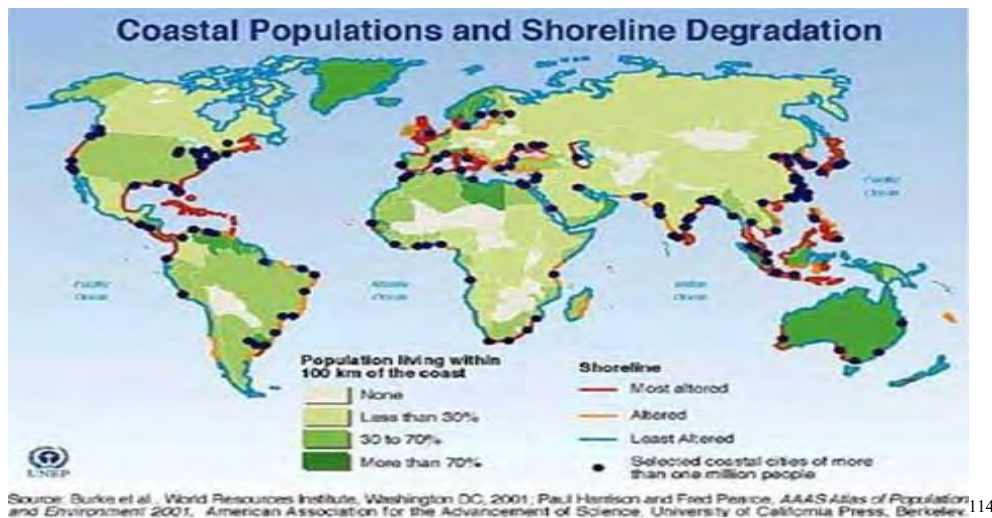 Coastal Populations and Shoreline Degradation
Pacific
Ocean
Pacific
Ocean
Atlantic
Ocean
Indian
Ocean
Population living within
100 km of the coast
None
Less than 30%
30 to 70%
More than 70%
Shoreline
Most altered
Altered
Least Altered
Selected coastal cities of more
than one million people
UNEP
Source: Burke et al., World Resources Institute, Washington DC, 2001; Paul Harrison and Fred Pearce, AAAS Atlas of Population
and Environment 2001, American Association for the Advancement of Science, University of California Press, Berkeley.
114